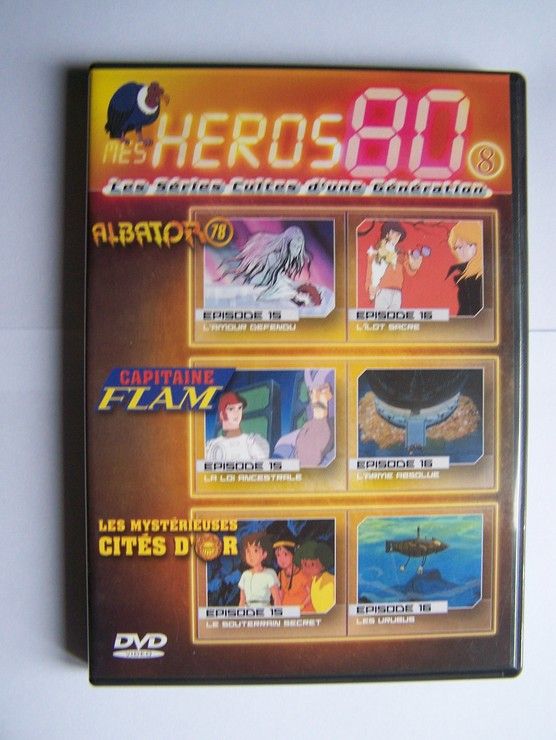 MES HEROS 80 8
Les Séries Cultes d'une Génération
ALBATOR 78
EPISODE 15
L'AMOUR DEFENDU
EPISODE 16
L'ÎLOT SACRE
CAPITAINE
FLAM
EPISODE 15
LA LOI ANCESTRALE
EPISODE 16
L'ARME ABSOLUE
LES MYSTÉRIEUSES
CITÉS D'OR
EPISODE 15
LE SOUTERRAIN SECRET
EPISODE 16
LES URUBUS
DVD
VIDEO